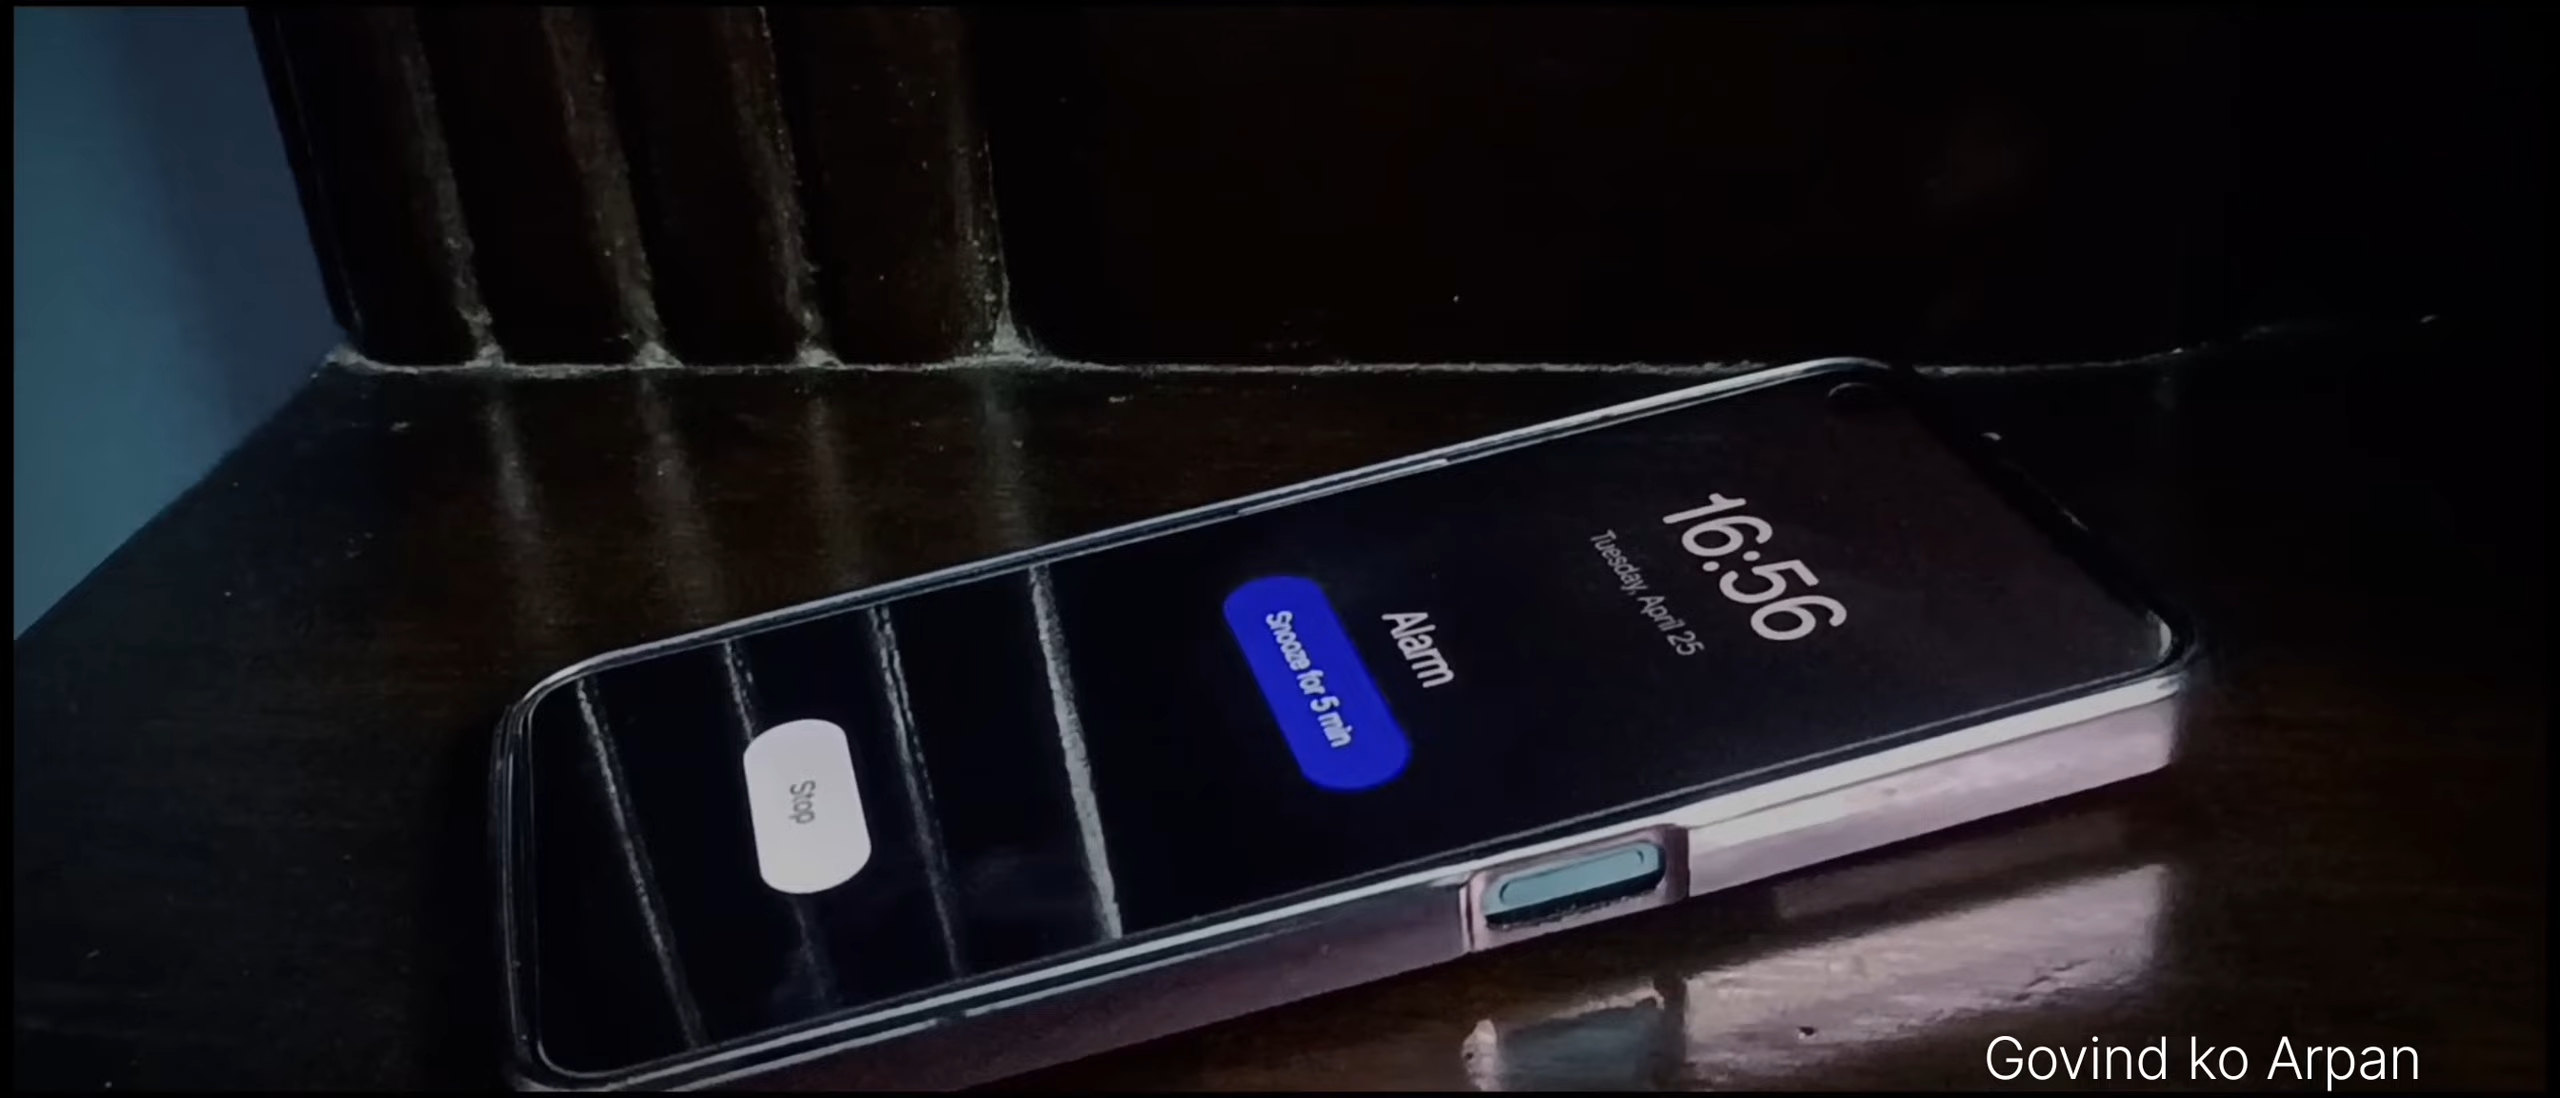 16:56
Tuesday, April 25
Alarm
Snooze for 5 min
Stop
Govind ko Arpan